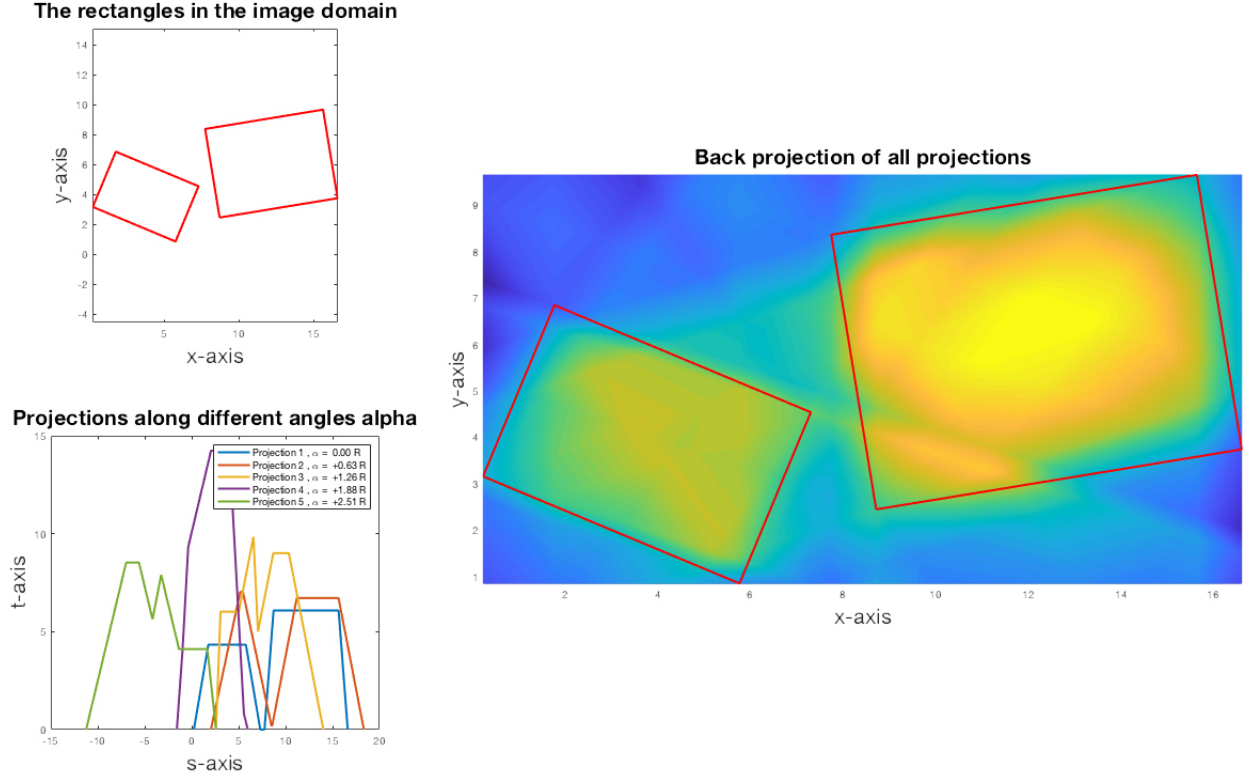 The rectangles in the image domain
14
12
10
8
6
4
2
0
-2
-4
y-axis
5 10 15
x-axis
Projections along different angles alpha
15
10
5
0
t-axis
Projection 1 , α = 0.00 R
Projection 2 , α = +0.63 R
Projection 3 , α = +1.26 R
Projection 4 , α = +1.88 R
Projection 5 , α = +2.51 R
-15 -10 -5 0 5 10 15 20
s-axis
Back projection of all projections
9
8
7
6
5
4
3
2
1
y-axis
2 4 6 8 10 12 14 16
x-axis